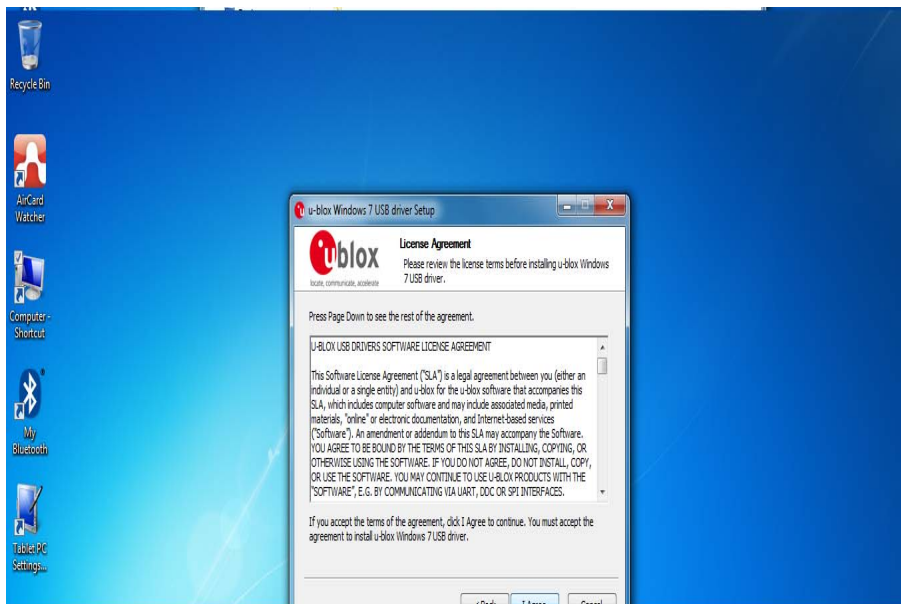 Recycle Bin
AirCard
Watcher
Computer -
Shortcut
My
Bluetooth
Tablet PC
Settings...
u-blox Windows 7 USB driver Setup
ublox
locate, communicate, accelerate
License Agreement
Please review the license terms before installing u-blox Windows
7 USB driver.
Press Page Down to see the rest of the agreement.
U-BLOX USB DRIVERS SOFTWARE LICENSE AGREEMENT
This Software License Agreement ("SLA") is a legal agreement between you (either an
individual or a single entity) and u-blox for the u-blox software that accompanies this
SLA, which includes computer software and may include associated media, printed
materials, "online" or electronic documentation, and Internet-based services
("Software"). An amendment or addendum to this SLA may accompany the Software.
YOU AGREE TO BE BOUND BY THE TERMS OF THIS SLA BY INSTALLING, COPYING, OR
OTHERWISE USING THE SOFTWARE. IF YOU DO NOT AGREE, DO NOT INSTALL, COPY,
OR USE THE SOFTWARE. YOU MAY CONTINUE TO USE U-BLOX PRODUCTS WITH THE
"SOFTWARE", E.G. BY COMMUNICATING VIA UART, DDC OR SPI INTERFACES.
If you accept the terms of the agreement, click I Agree to continue. You must accept the
agreement to install u-blox Windows 7 USB driver.
< Back I Agree Cancel